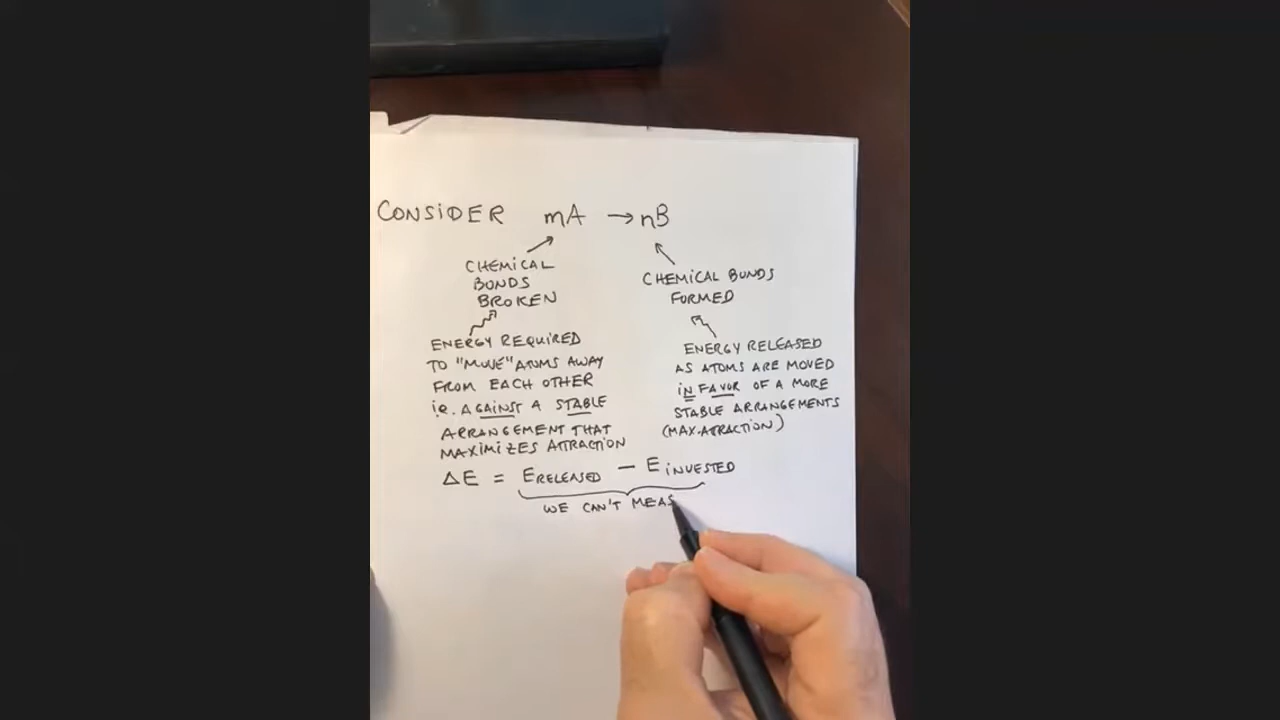 CONSIDER mA → nB
CHEMICAL
BONDS
BROKEN
CHEMICAL BONDS
FORMED
ENERGY REQUIRED
TO "MOVE" ATOMS AWAY
FROM EACH OTHER
i.e. AGAINST A STABLE
ARRANGEMENT THAT
MAXIMIZES ATTRACTION
ENERGY RELEASED
AS ATOMS ARE MOVED
IN FAVOR OF A MORE
STABLE ARRANGEMENTS
(MAX. ATTRACTION)
ΔE = E RELEASED – E INVESTED
WE CAN'T MEAS